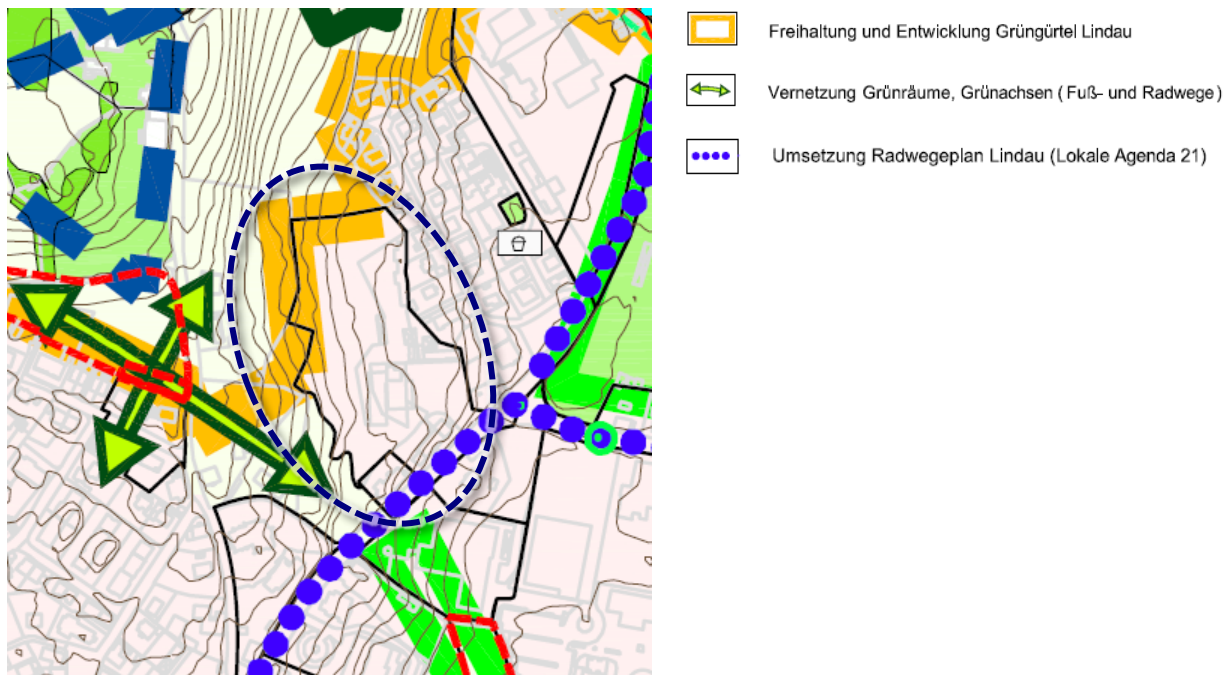 Freihaltung und Entwicklung Grüngürtel Lindau
Vernetzung Grünräume, Grünachsen ( Fuß- und Radwege )
Umsetzung Radwegeplan Lindau (Lokale Agenda 21)